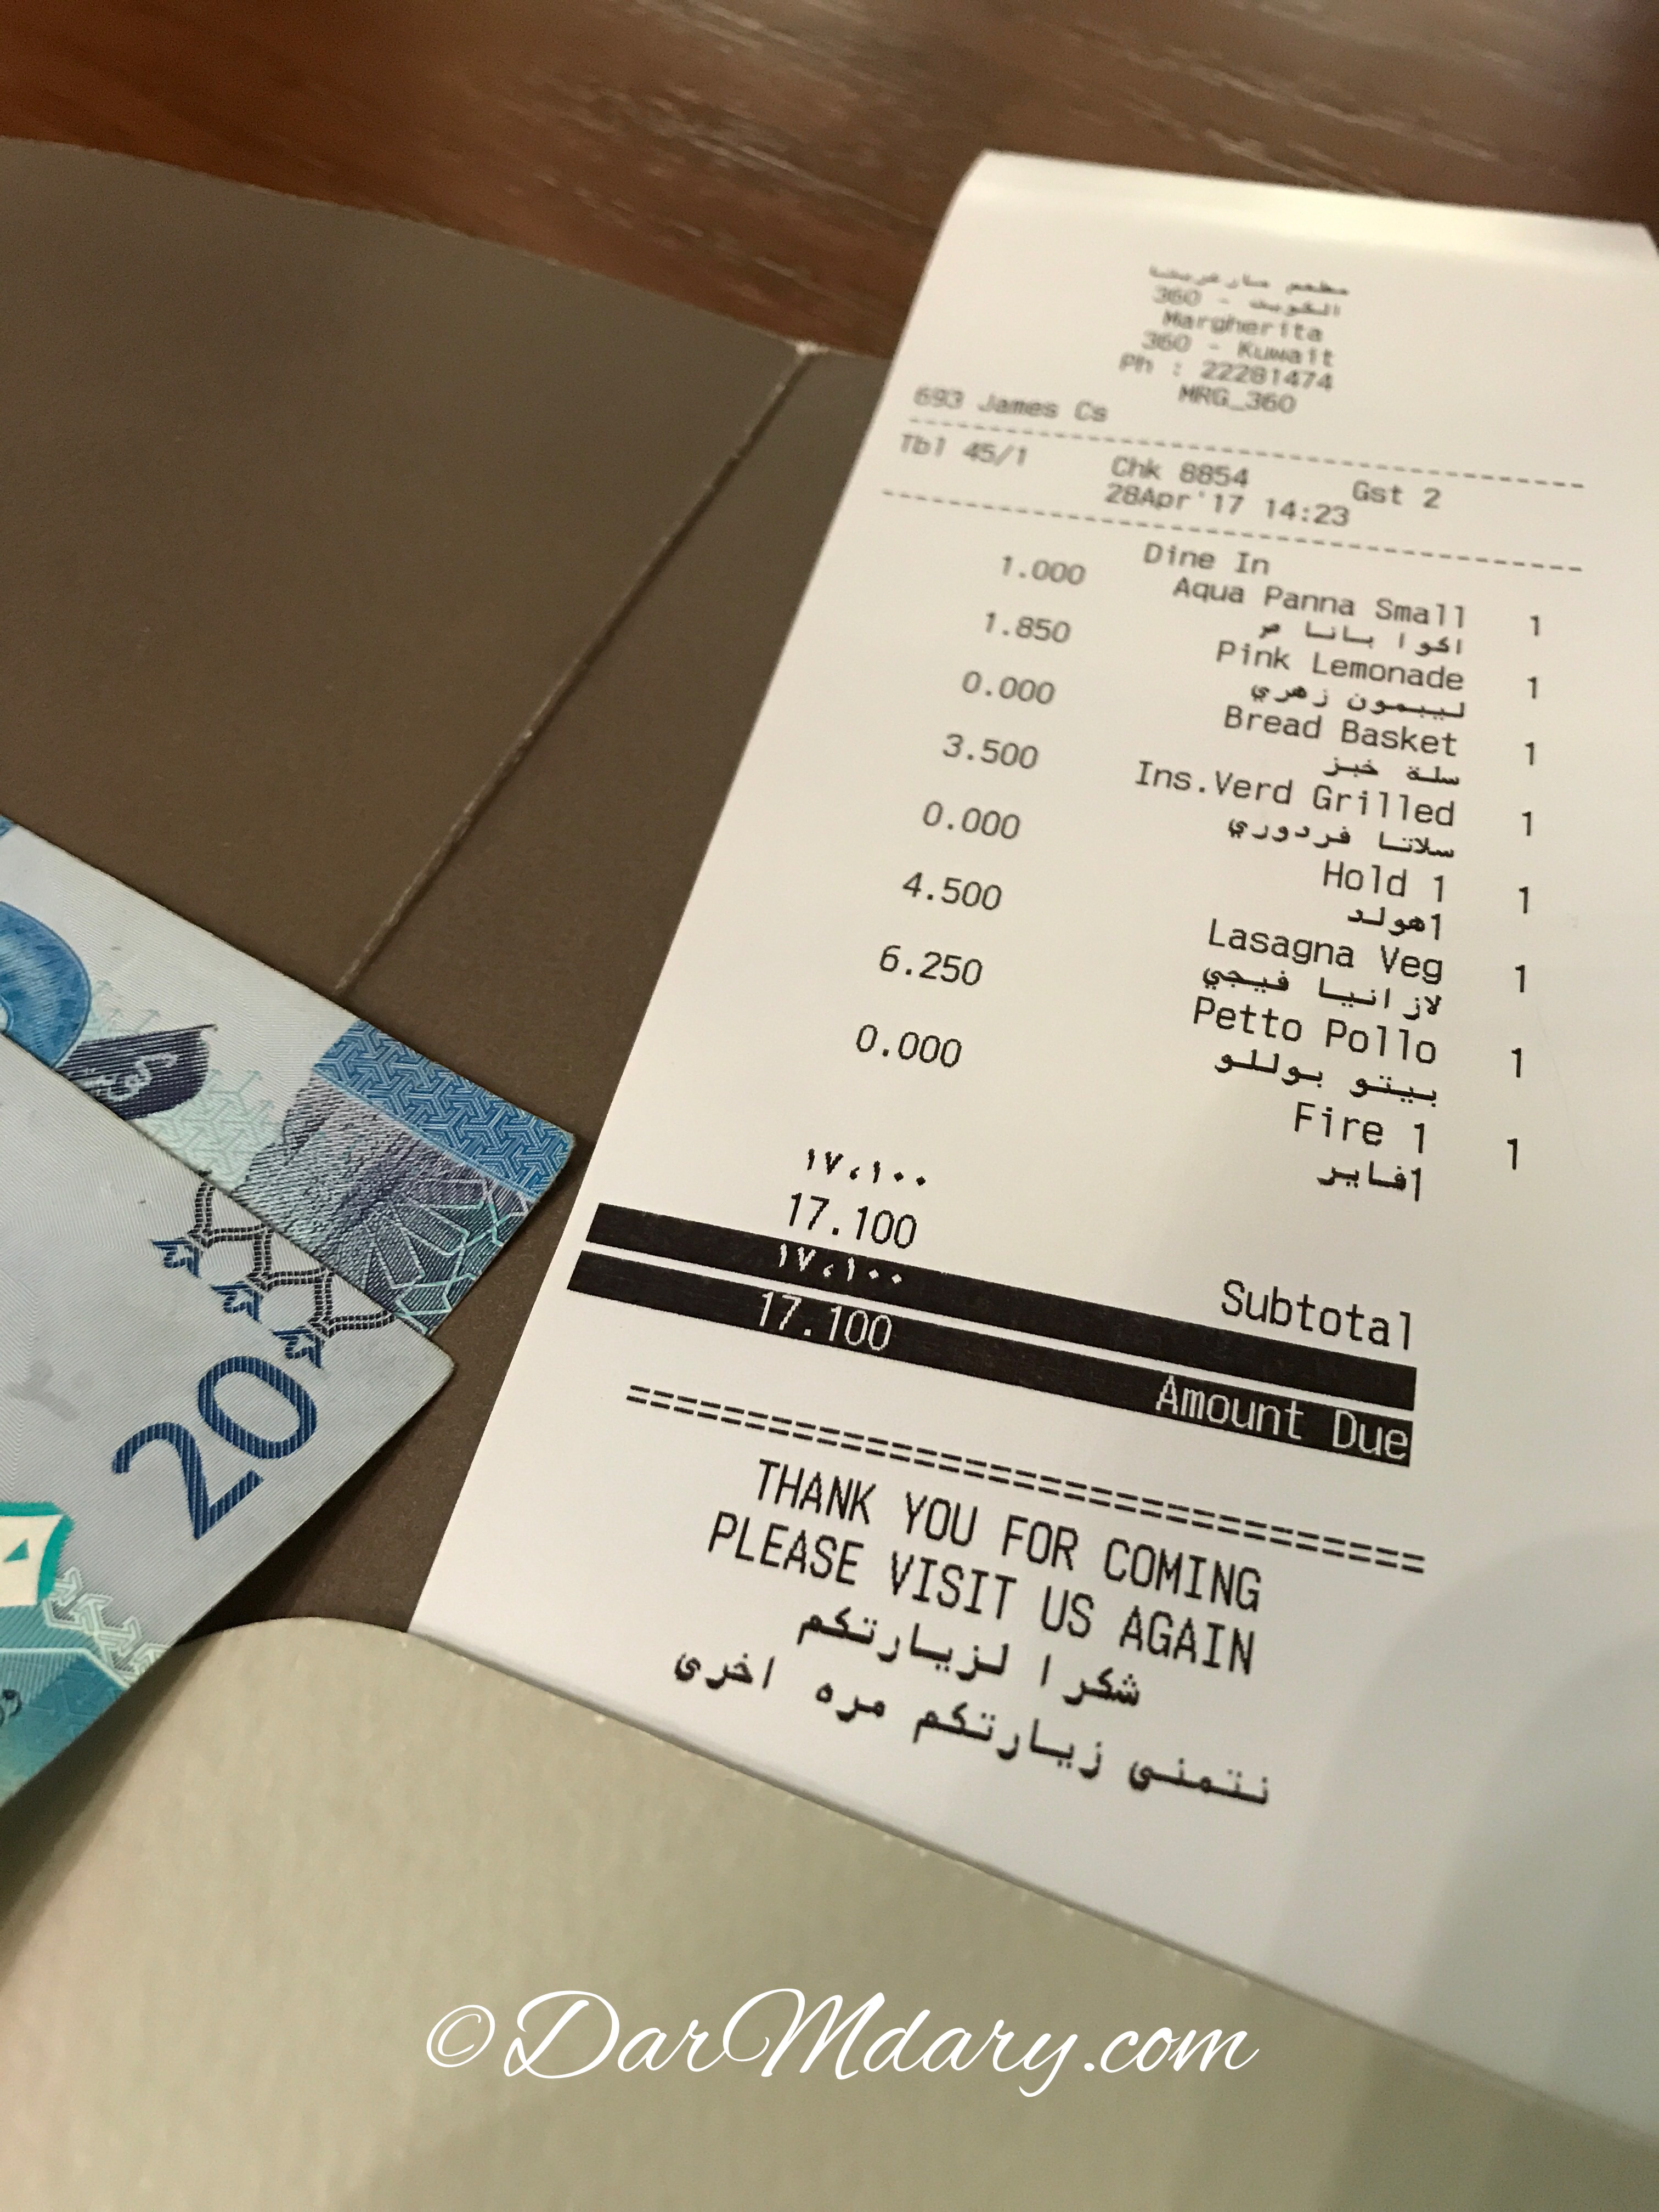 مطعم مارغريتا
360 - الكويت
Margherita
360 - Kuwait
Ph : 22281474
MRG_360
693 James Cs
Tbl 45/1 Chk 8854 Gst 2
28Apr'17 14:23
Dine In
1.000 Aqua Panna Small 1
اكوا بانا ص
1.850 Pink Lemonade 1
ليبمون زهري
0.000 Bread Basket 1
سلة خبز
3.500 Ins.Verd Grilled 1
سلاتا فردوري
0.000 Hold 1 1
هولد1
4.500 Lasagna Veg 1
لازانيا فيجي
6.250 Petto Pollo 1
بيتو بوللو
0.000 Fire 1 1
فاير1
١٧،١٠٠
17.100 Subtotal
١٧،١٠٠
17.100 Amount Due
THANK YOU FOR COMING
PLEASE VISIT US AGAIN
شكرا لزيارتكم
نتمنى زيارتكم مره اخرى
20
©DarMdary.com